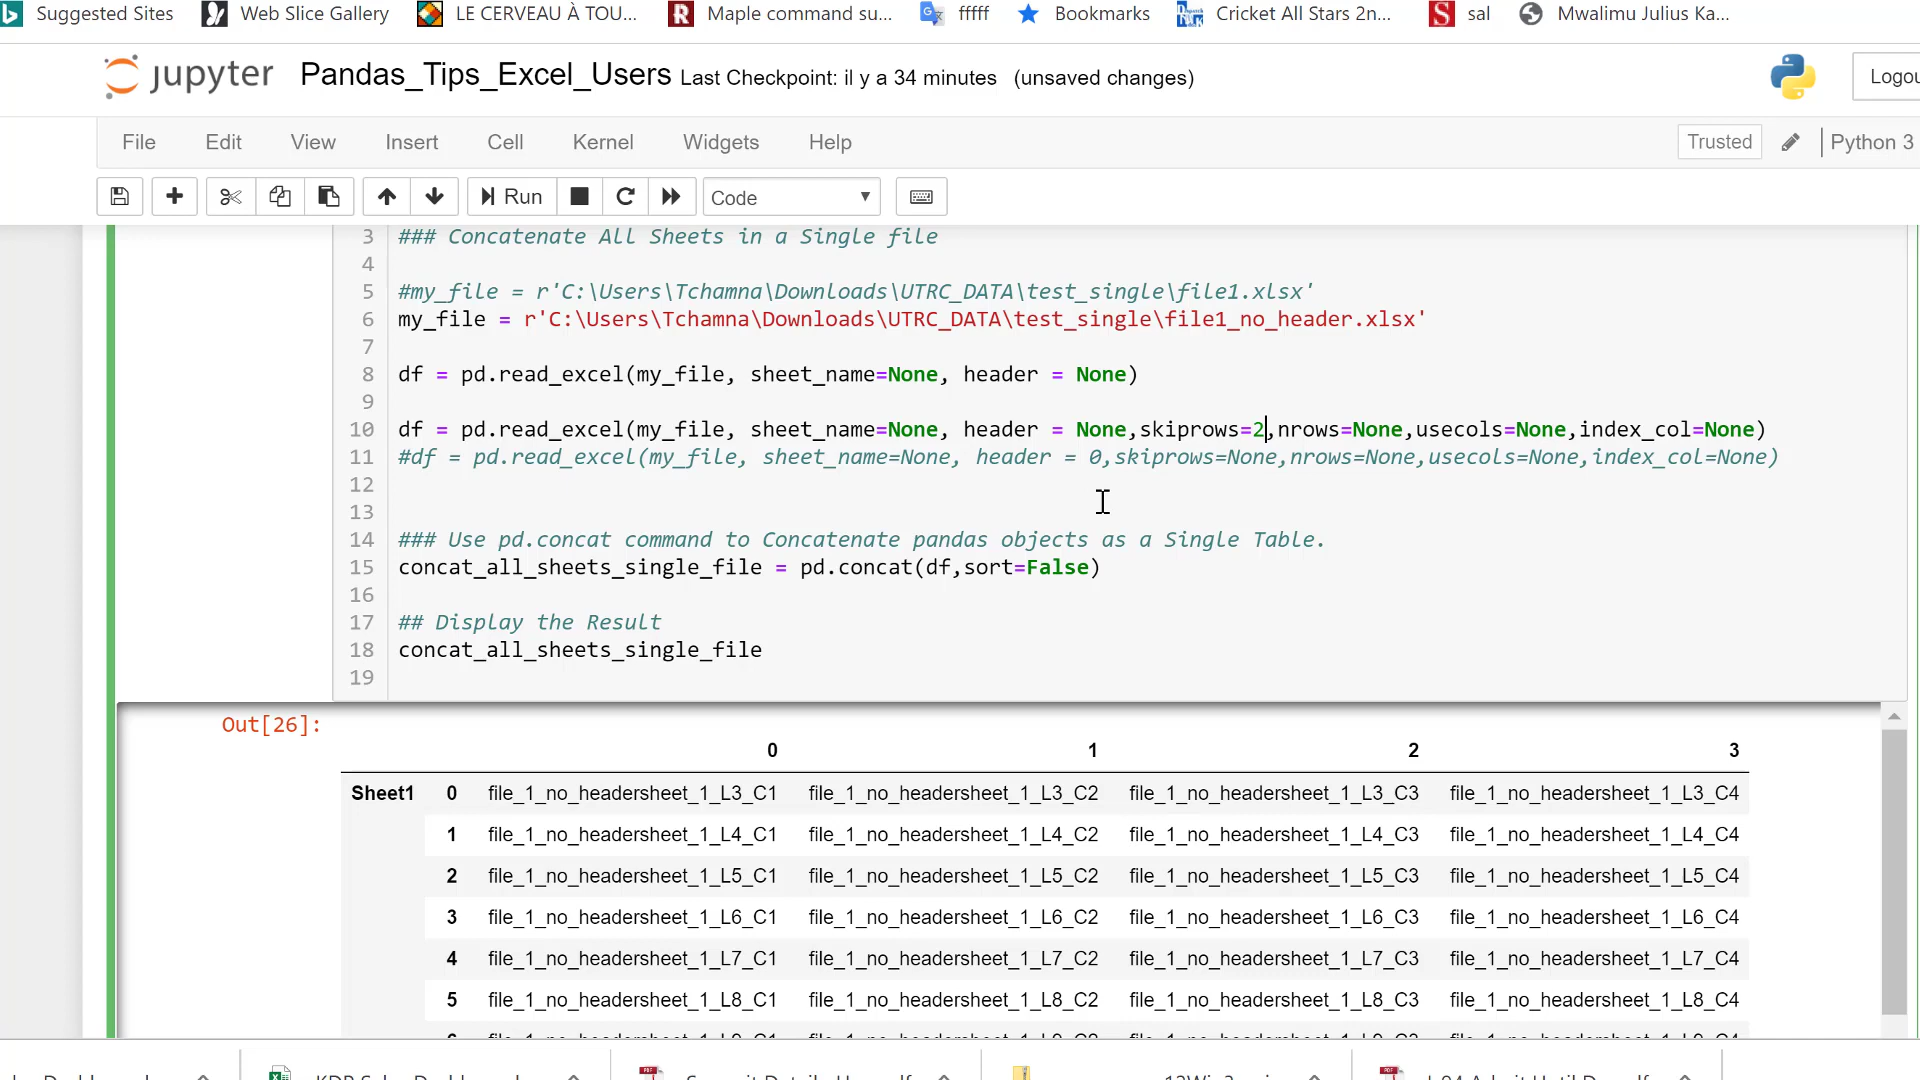 Suggested Sites Web Slice Gallery LE CERVEAU À TOU... Maple command su... fffff Bookmarks Cricket All Stars 2n... sal Mwalimu Julius Ka...
jupyter Pandas_Tips_Excel_Users Last Checkpoint: il y a 34 minutes (unsaved changes)
File Edit View Insert Cell Kernel Widgets Help Trusted Python 3
Run Code
3 ### Concatenate All Sheets in a Single file
4
5 #my_file = r'C:\Users\Tchamna\Downloads\UTRC_DATA\test_single\file1.xlsx'
6 my_file = r'C:\Users\Tchamna\Downloads\UTRC_DATA\test_single\file1_no_header.xlsx'
7
8 df = pd.read_excel(my_file, sheet_name=None, header = None)
9
10 df = pd.read_excel(my_file, sheet_name=None, header = None,skiprows=2,nrows=None,usecols=None,index_col=None)
11 #df = pd.read_excel(my_file, sheet_name=None, header = 0,skiprows=None,nrows=None,usecols=None,index_col=None)
12
13
14 ### Use pd.concat command to Concatenate pandas objects as a Single Table.
15 concat_all_sheets_single_file = pd.concat(df,sort=False)
16
17 ## Display the Result
18 concat_all_sheets_single_file
19
Out[26]:
0 1 2 3
Sheet1 0 file_1_no_headersheet_1_L3_C1 file_1_no_headersheet_1_L3_C2 file_1_no_headersheet_1_L3_C3 file_1_no_headersheet_1_L3_C4
1 file_1_no_headersheet_1_L4_C1 file_1_no_headersheet_1_L4_C2 file_1_no_headersheet_1_L4_C3 file_1_no_headersheet_1_L4_C4
2 file_1_no_headersheet_1_L5_C1 file_1_no_headersheet_1_L5_C2 file_1_no_headersheet_1_L5_C3 file_1_no_headersheet_1_L5_C4
3 file_1_no_headersheet_1_L6_C1 file_1_no_headersheet_1_L6_C2 file_1_no_headersheet_1_L6_C3 file_1_no_headersheet_1_L6_C4
4 file_1_no_headersheet_1_L7_C1 file_1_no_headersheet_1_L7_C2 file_1_no_headersheet_1_L7_C3 file_1_no_headersheet_1_L7_C4
5 file_1_no_headersheet_1_L8_C1 file_1_no_headersheet_1_L8_C2 file_1_no_headersheet_1_L8_C3 file_1_no_headersheet_1_L8_C4